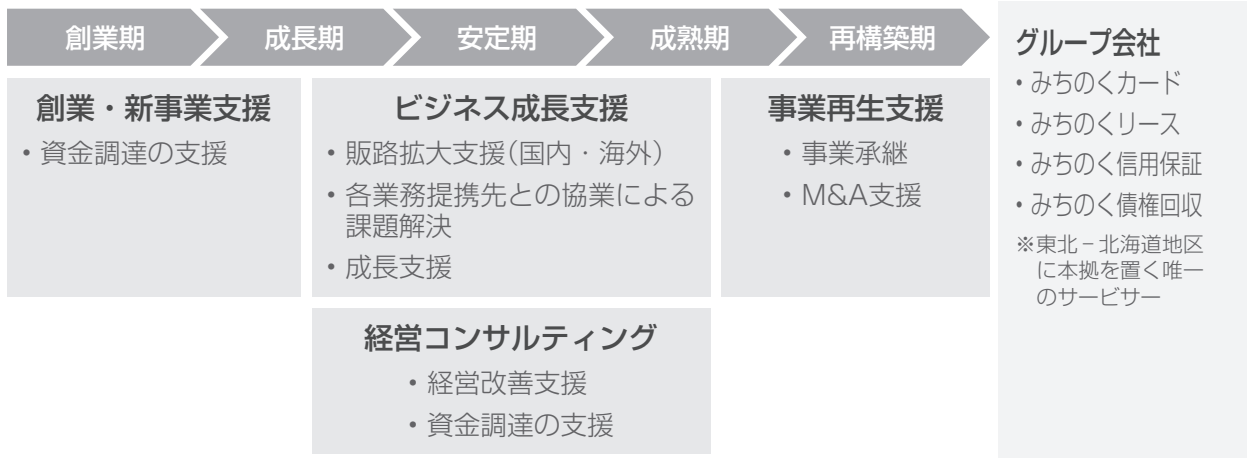 創業期
成長期
安定期
成熟期
再構築期
創業・新事業支援
・資金調達の支援
ビジネス成長支援
・販路拡大支援(国内・海外)
・各業務提携先との協業による
課題解決
・成長支援
事業再生支援
・事業承継
・M&A支援
経営コンサルティング
・経営改善支援
・資金調達の支援
グループ会社
・みちのくカード
・みちのくリース
・みちのく信用保証
・みちのく債権回収
※東北−北海道地区
に本拠を置く唯一
のサービサー